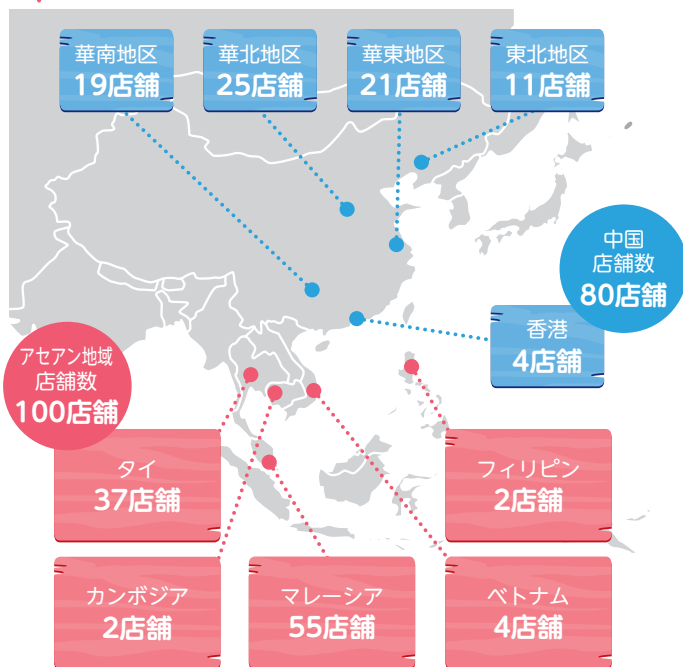 華南地区
19店舗
華北地区
25店舗
華東地区
21店舗
東北地区
11店舗
中国
店舗数
80店舗
香港
4店舗
アセアン地域
店舗数
100店舗
タイ
37店舗
フィリピン
2店舗
カンボジア
2店舗
マレーシア
55店舗
ベトナム
4店舗